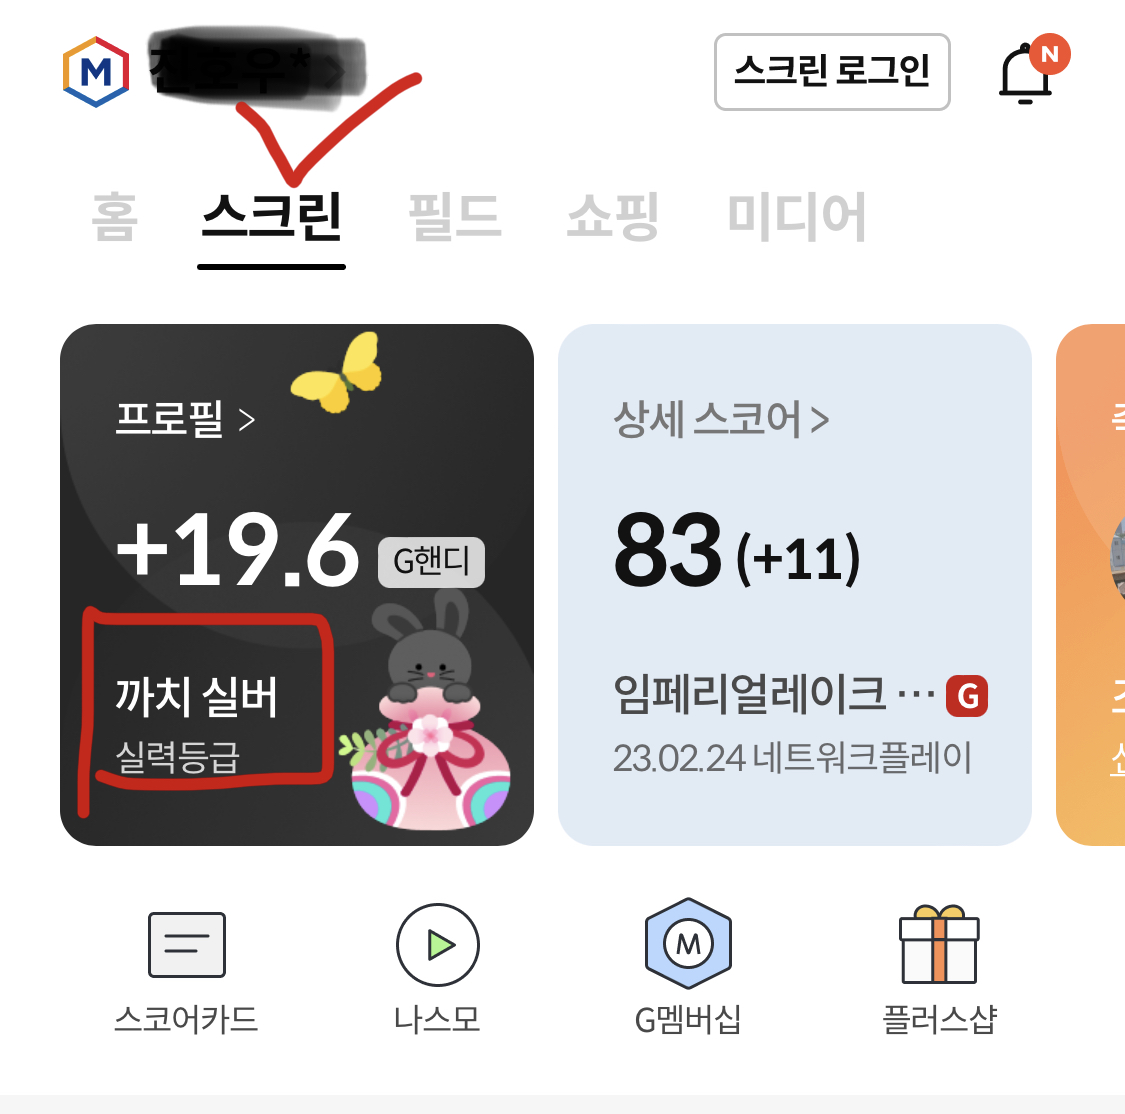 M
스크린 로그인
N
홈 스크린 필드 쇼핑 미디어
프로필 >
+19.6 G핸디
까치 실버
실력등급
상세 스코어 >
83 (+11)
임페리얼레이크 … G
23.02.24 네트워크플레이
스코어카드
나스모
M
G멤버십
플러스샵